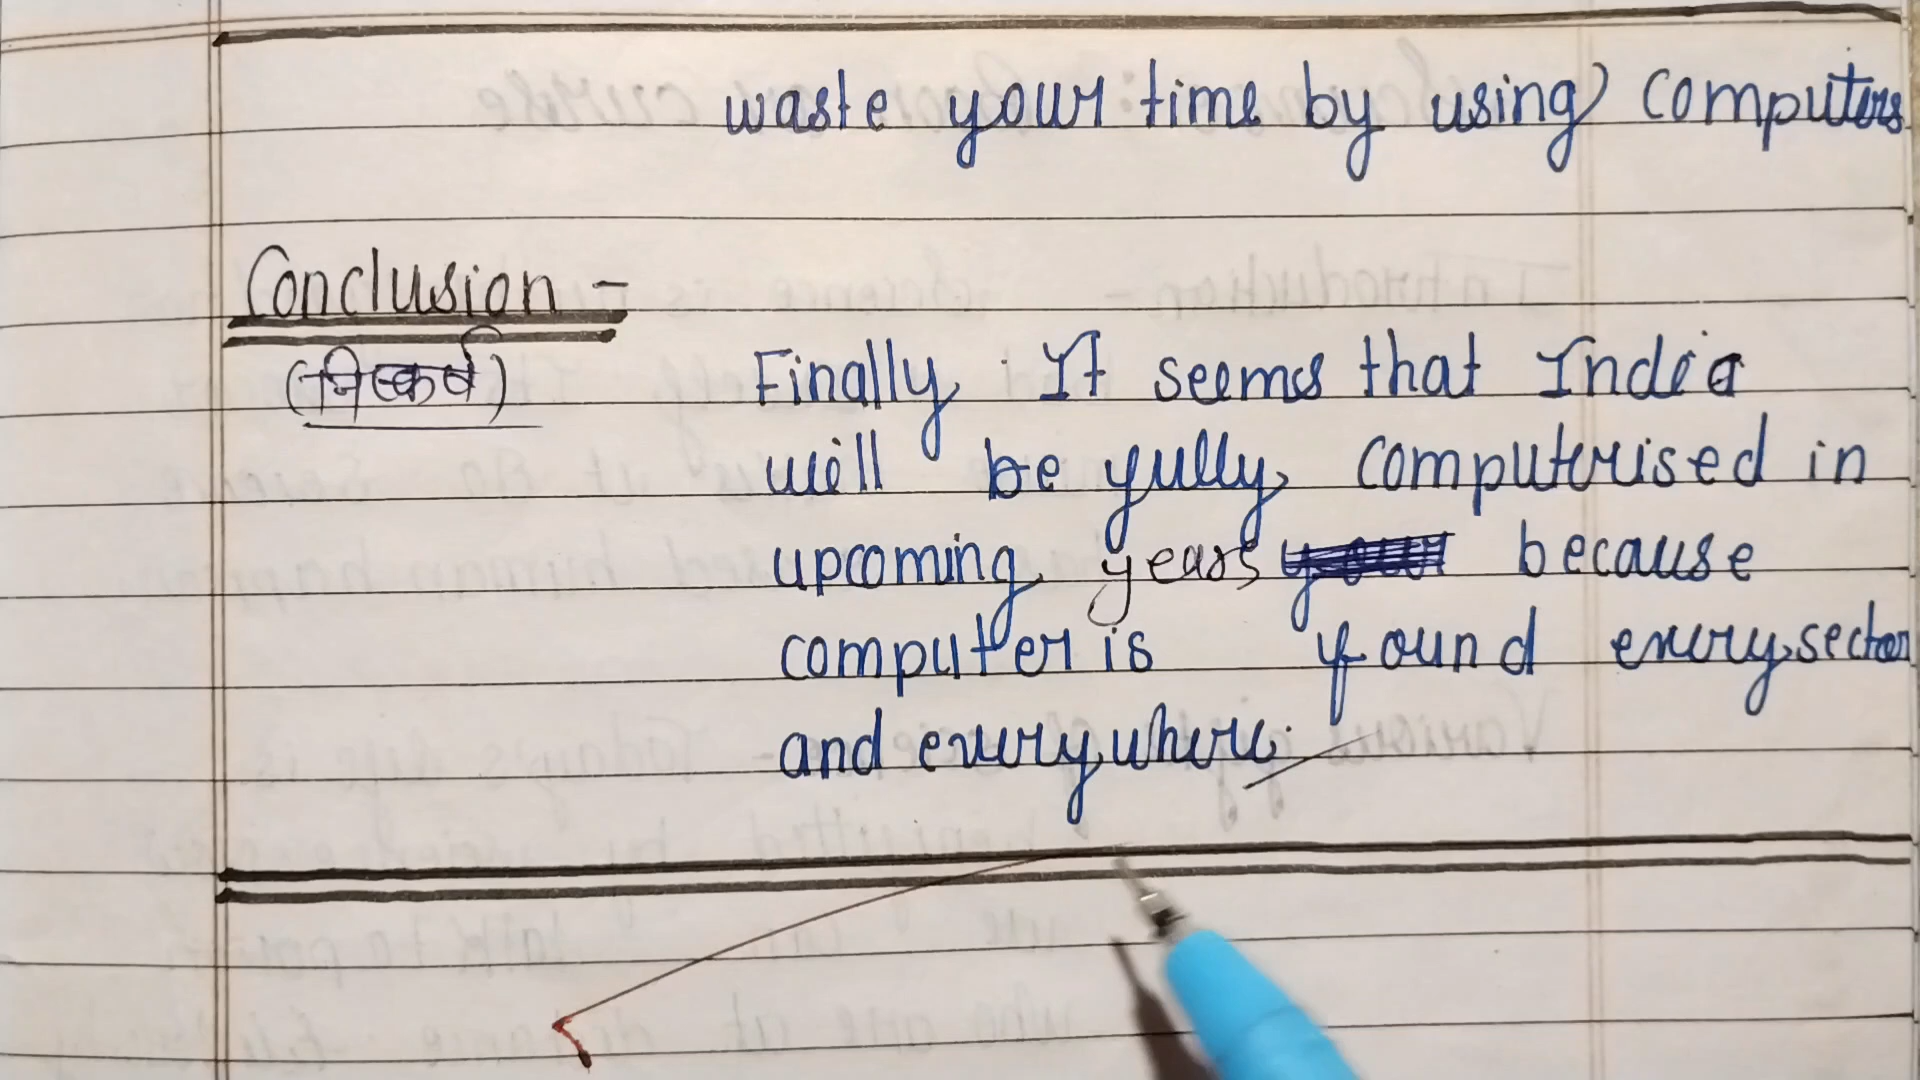 waste your time by using computers
Conclusion -
(निष्कर्ष)
Finally It seems that India
will be fully computerised in
upcoming years because
computer is found every sector
and everywhere.